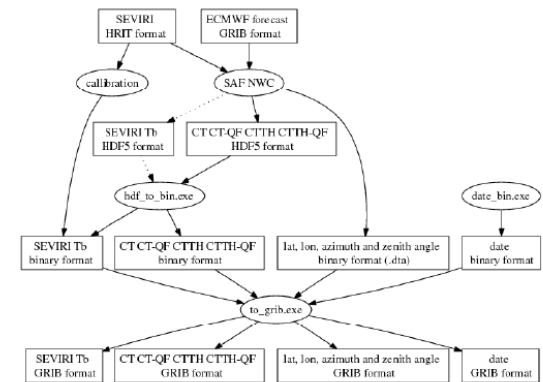 SEVIRI
HRIT format
ECMWF forecast
GRIB format
callibration
SAF NWC
SEVIRI Tb
HDF5 format
CT CT-QF CTTH CTTH-QF
HDF5 format
hdf_to_bin.exe
date_bin.exe
SEVIRI Tb
binary format
CT CT-QF CTTH CTTH-QF
binary format
lat, lon, azimuth and zenith angle
binary format (.dta)
date
binary format
to_grib.exe
SEVIRI Tb
GRIB format
CT CT-QF CTTH CTTH-QF
GRIB format
lat, lon, azimuth and zenith angle
GRIB format
date
GRIB format